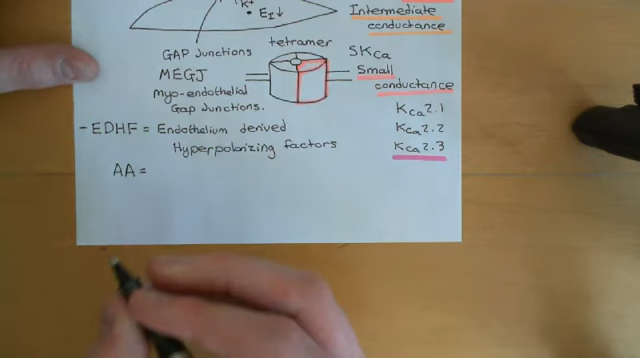 K+
E_I↓
Intermediate
conductance
GAP Junctions
tetramer
SKCa
MEGJ
Small
Myo-endothelial
conductance
Gap Junctions.
KCa2.1
- EDHF = Endothelium derived
KCa2.2
Hyperpolarizing factors
KCa2.3
AA =